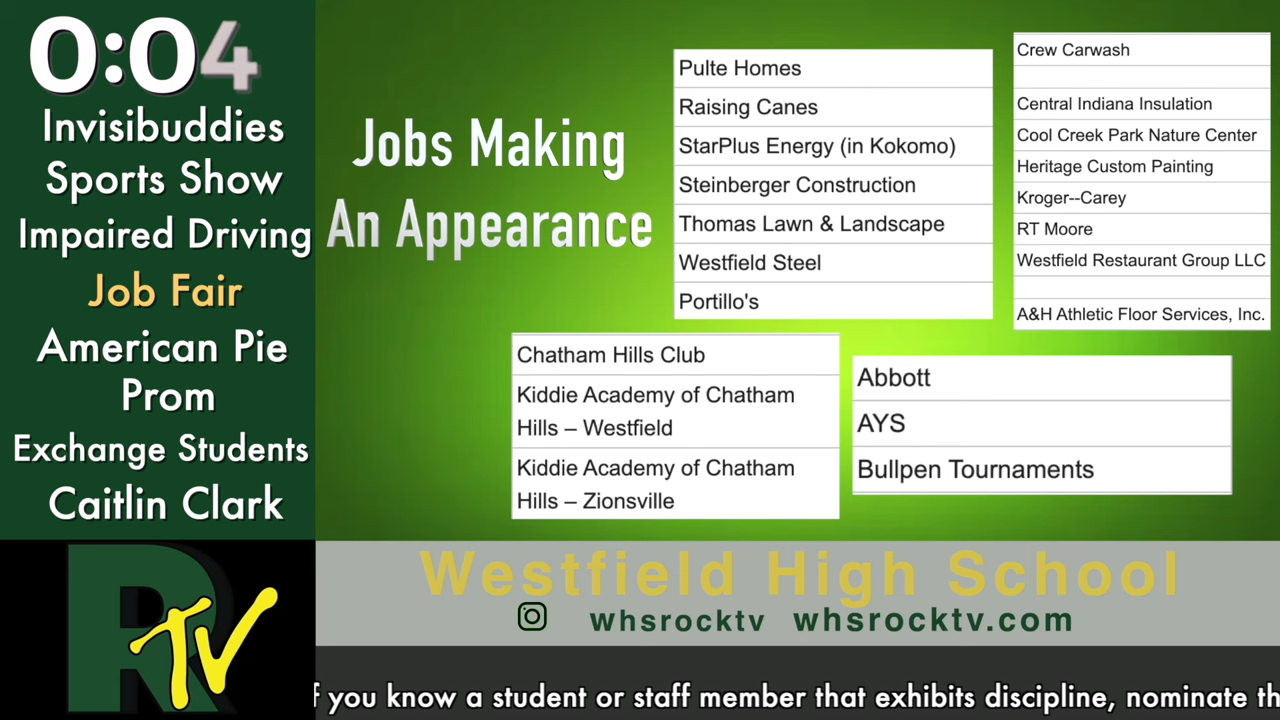 0:04
Invisibuddies
Sports Show
Impaired Driving
Job Fair
American Pie
Prom
Exchange Students
Caitlin Clark
R TV
Jobs Making
An Appearance
Pulte Homes
Raising Canes
StarPlus Energy (in Kokomo)
Steinberger Construction
Thomas Lawn & Landscape
Westfield Steel
Portillo's
Crew Carwash
Central Indiana Insulation
Cool Creek Park Nature Center
Heritage Custom Painting
Kroger--Carey
RT Moore
Westfield Restaurant Group LLC
A&H Athletic Floor Services, Inc.
Chatham Hills Club
Kiddie Academy of Chatham
Hills – Westfield
Kiddie Academy of Chatham
Hills – Zionsville
Abbott
AYS
Bullpen Tournaments
Westfield High School
whsrocktv whsrocktv.com
f you know a student or staff member that exhibits discipline, nominate th